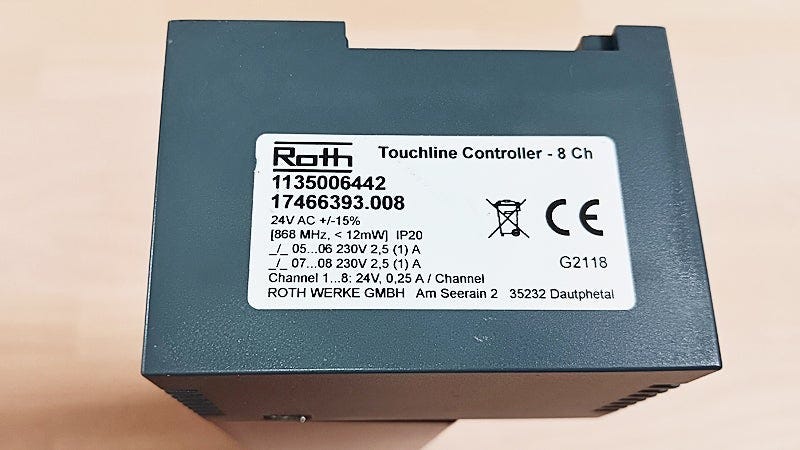 Roth Touchline Controller - 8 Ch
1135006442
17466393.008
24V AC +/-15%
[868 MHz, < 12mW] IP20
_/_ 05...06 230V 2,5 (1) A
_/_ 07...08 230V 2,5 (1) A
G2118
Channel 1...8: 24V, 0,25 A / Channel
ROTH WERKE GMBH Am Seerain 2 35232 Dautphetal
CE